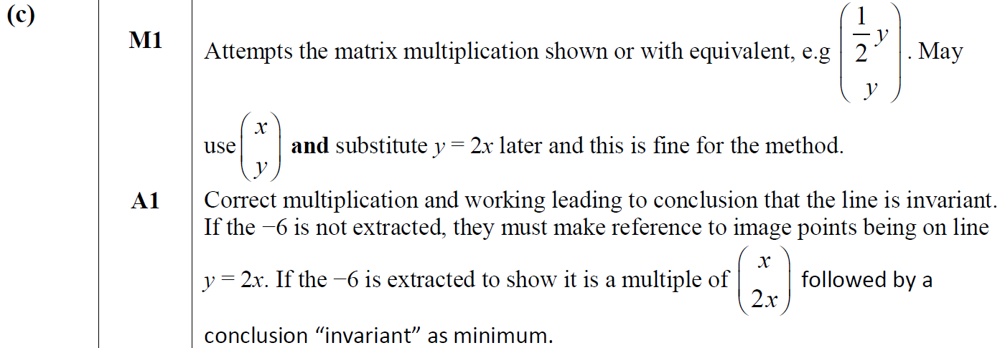 (c)
M1 Attempts the matrix multiplication shown or with equivalent, e.g $\begin{pmatrix} \frac{1}{2}y \\ y \end{pmatrix}$. May
use $\begin{pmatrix} x \\ y \end{pmatrix}$ and substitute y = 2x later and this is fine for the method.
A1 Correct multiplication and working leading to conclusion that the line is invariant.
If the −6 is not extracted, they must make reference to image points being on line
y = 2x. If the −6 is extracted to show it is a multiple of $\begin{pmatrix} x \\ 2x \end{pmatrix}$ followed by a
conclusion “invariant” as minimum.